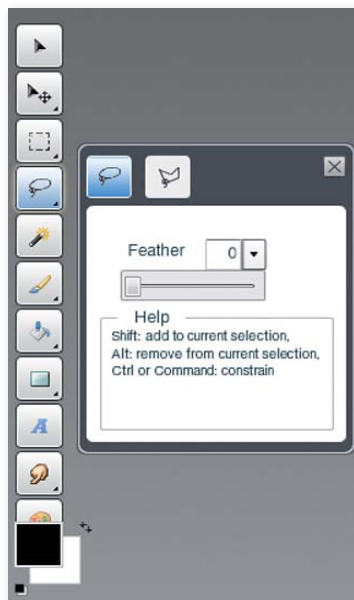 Feather 0
Help
Shift: add to current selection,
Alt: remove from current selection,
Ctrl or Command: constrain
A